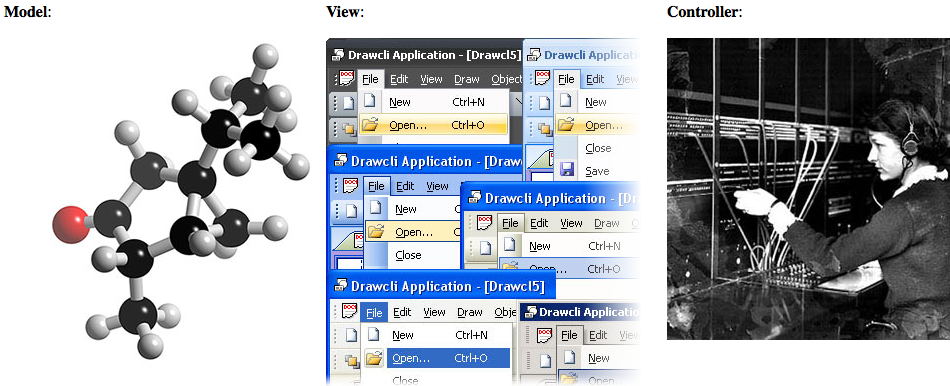 Model:
View:
Controller:
Drawcli Application - [Drawcl5]
File Edit View Draw Object
New Ctrl+N
Open... Ctrl+O
Drawcli Application
File Edit
New
Open...
Close
Save
Drawcli Application - [Drawc
File Edit View
New
Open...
Close
Drawcli Application - [Dr
File Edit View Draw
New Ctrl+N
Open... Ctrl+O
Drawcli Application - [Drawcl5]
File Edit View Draw Obje
New Ctrl+N
Open... Ctrl+O
Close
Drawcli Application
File Edit View
New
Open